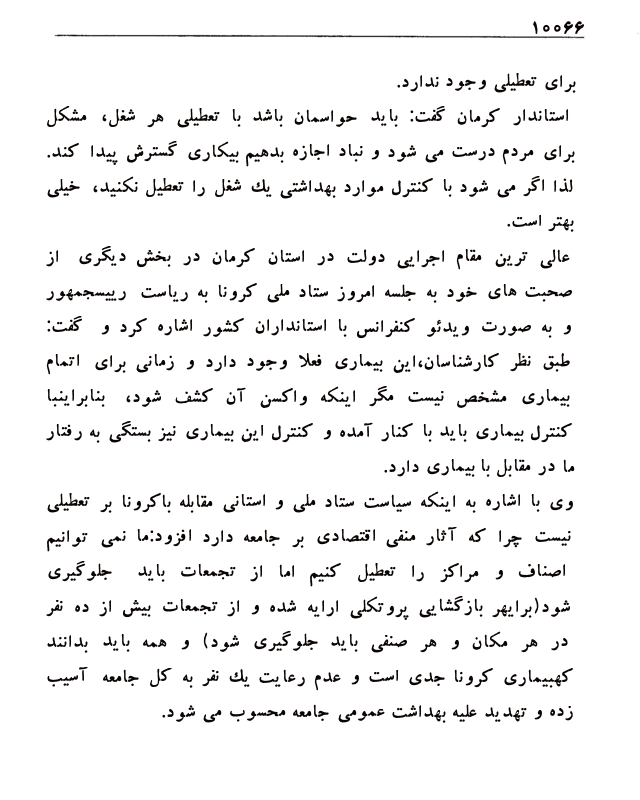 ۱۰۰۶۶
برای تعطیلی وجود ندارد.
استاندار کرمان گفت: باید حواسمان باشد با تعطیلی هر شغل، مشکل
برای مردم درست می شود و نباد اجازه بدهیم بیکاری گسترش پیدا کند.
لذا اگر می شود با کنترل موارد بهداشتی یك شغل را تعطیل نکنید، خیلی
بهتر است.
عالی ترین مقام اجرایی دولت در استان کرمان در بخش دیگری از
صحبت های خود به جلسه امروز ستاد ملی کرونا به ریاست رییسجمهور
و به صورت ویدئو کنفرانس با استانداران کشور اشاره کرد و گفت:
طبق نظر کارشناسان،این بیماری فعلا وجود دارد و زمانی برای اتمام
بیماری مشخص نیست مگر اینکه واکسن آن کشف شود، بنابراینبا
کنترل بیماری باید با کنار آمده و کنترل این بیماری نیز بستگی به رفتار
ما در مقابل با بیماری دارد.
وی با اشاره به اینکه سیاست ستاد ملی و استانی مقابله باکرونا بر تعطیلی
نیست چرا که آثار منفی اقتصادی بر جامعه دارد افزود:ما نمی توانیم
اصناف و مراکز را تعطیل کنیم اما از تجمعات باید جلوگیری
شود(برایهر بازگشایی پروتکلی ارایه شده و از تجمعات بیش از ده نفر
در هر مکان و هر صنفی باید جلوگیری شود) و همه باید بدانند
کهبیماری کرونا جدی است و عدم رعایت یك نفر به کل جامعه آسیب
زده و تهدید علیه بهداشت عمومی جامعه محسوب می شود.